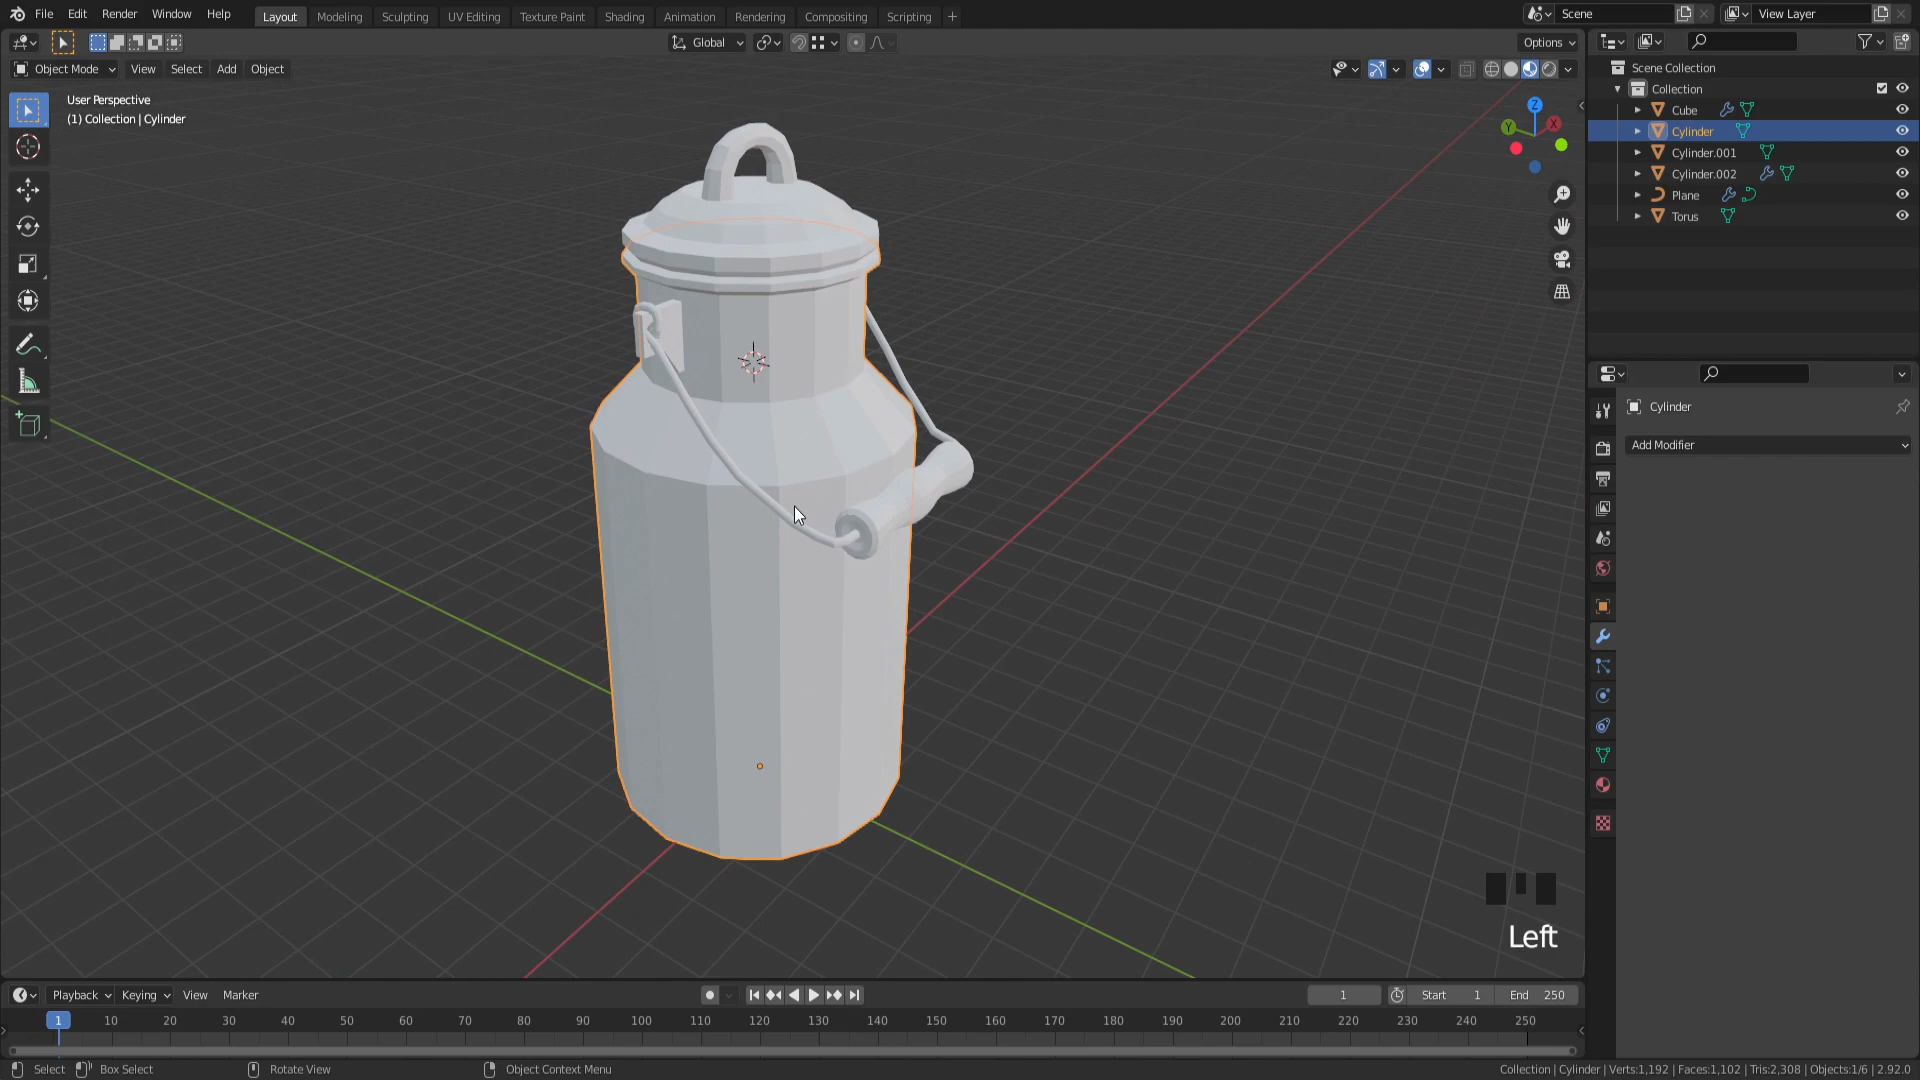 File Edit Render Window Help Layout Modeling Sculpting UV Editing Texture Paint Shading Animation Rendering Compositing Scripting + Scene View Layer
Global Options
Object Mode View Select Add Object
User Perspective
(1) Collection | Cylinder
Z
Y
X
Scene Collection
Collection
Cube
Cylinder
Cylinder.001
Cylinder.002
Plane
Torus
Cylinder
Add Modifier
Left
Playback Keying View Marker 1 Start 1 End 250
1 10 20 30 40 50 60 70 80 90 100 110 120 130 140 150 160 170 180 190 200 210 220 230 240 250
Select Box Select Rotate View Object Context Menu Collection | Cylinder | Verts:1,192 | Faces:1,102 | Tris:2,308 | Objects:1/6 | 2.92.0